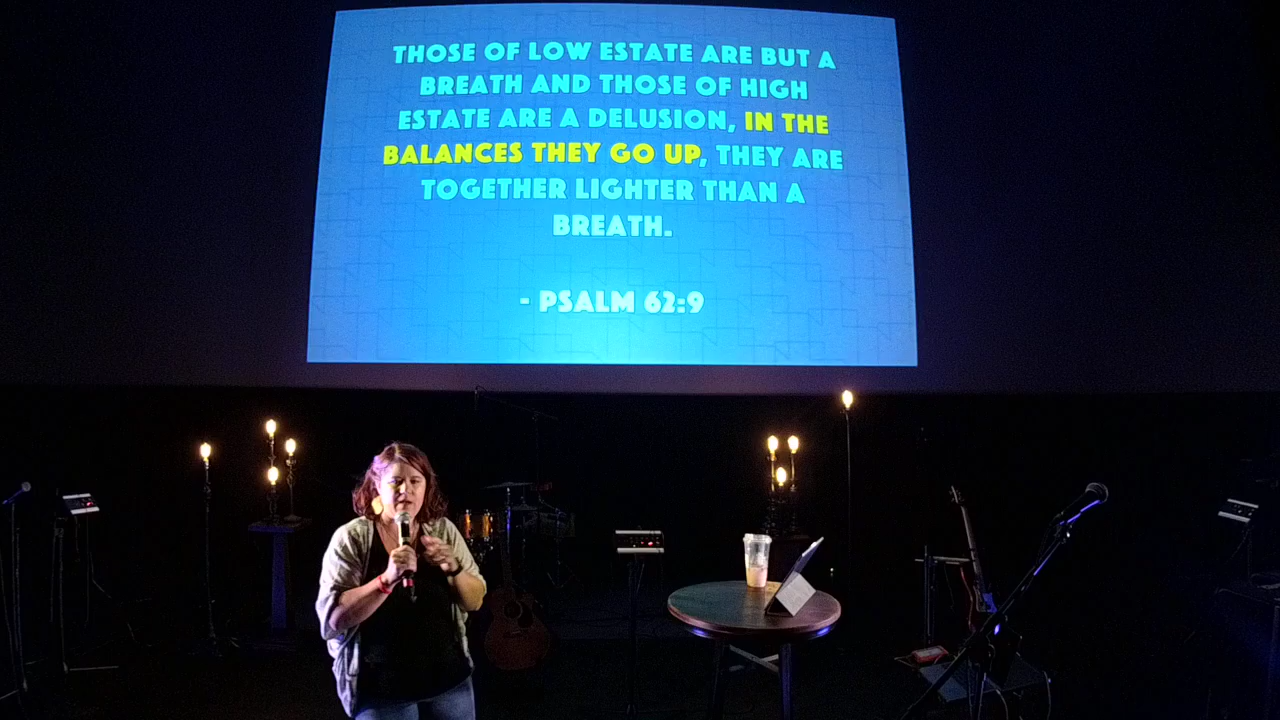 THOSE OF LOW ESTATE ARE BUT A
BREATH AND THOSE OF HIGH
ESTATE ARE A DELUSION, IN THE
BALANCES THEY GO UP, THEY ARE
TOGETHER LIGHTER THAN A
BREATH.
- PSALM 62:9